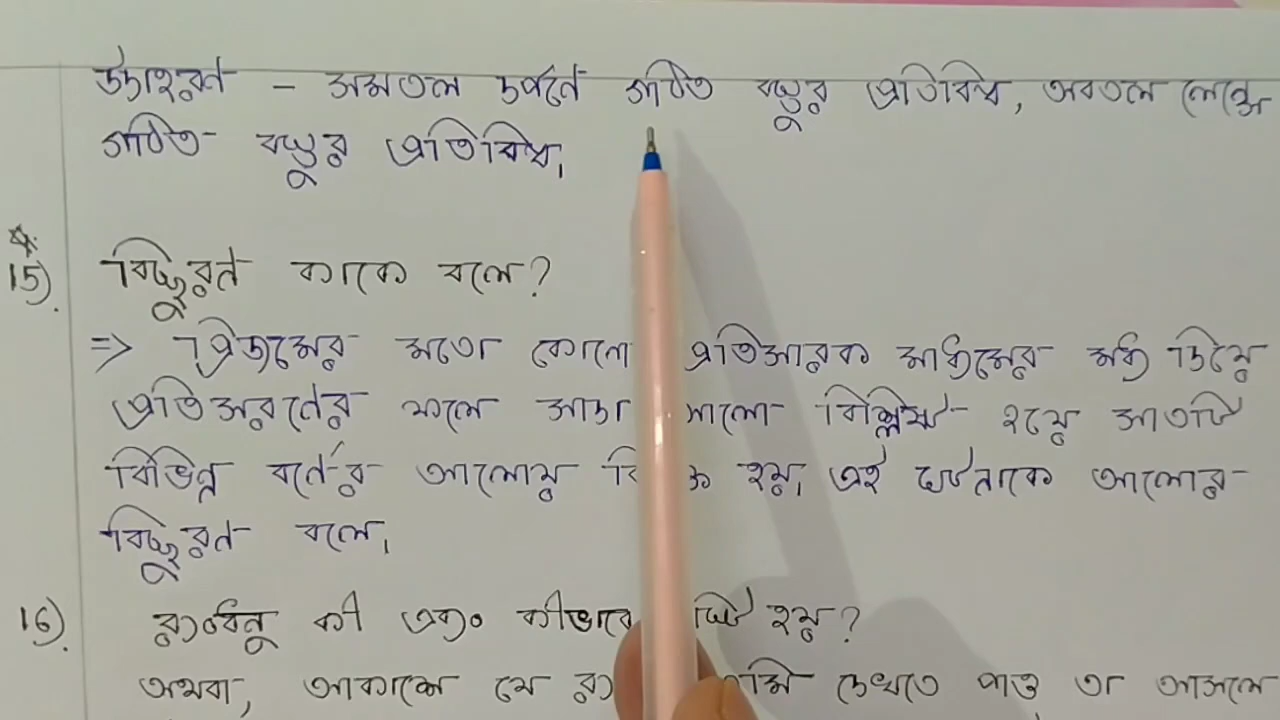 উদাহরণ - সমতল দর্পনে গঠিত বস্তুর প্রতিবিম্ব, অবতল লেন্সে
গঠিত বস্তুর প্রতিবিম্ব।
15). বিচ্ছুরণ কাকে বলে?
=> প্রিজমের মতো কোনো প্রতিসারক মাধ্যমের মধ্য দিয়ে
প্রতিসরণের ফলে সাদা আলো বিশ্লিষ্ট হয়ে সাতটি
বিভিন্ন বর্ণের আলোয় হয়। এই ঘটনাকে আলোর
বিচ্ছুরণ বলে।
16). রংধনু কী এবং কীভাবে হয়?
অথবা, আকাশে যে দেখতে পাও তা আসলে